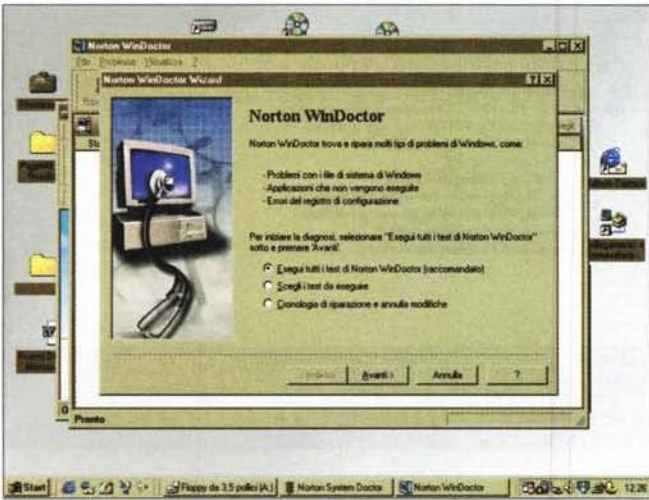 Norton WinDoctor
File Problema Visualizza ?
Norton WinDoctor Wizard
Norton WinDoctor
Norton WinDoctor trova e ripara molti tipi di problemi di Windows, come:
- Problemi con i file di sistema di Windows
- Applicazioni che non vengono eseguite
- Errori del registro di configurazione
Per iniziare la diagnosi, selezionare "Esegui tutti i test di Norton WinDoctor"
sotto e premere 'Avanti'.
Esegui tutti i test di Norton WinDoctor (raccomandato)
Scegli i test da eseguire
Cronologia di riparazione e annulla modifiche
Avanti >
Annulla
?
Pronto
Start
Floppy da 3,5 pollici (A:)
Norton System Doctor
Norton WinDoctor
12.26